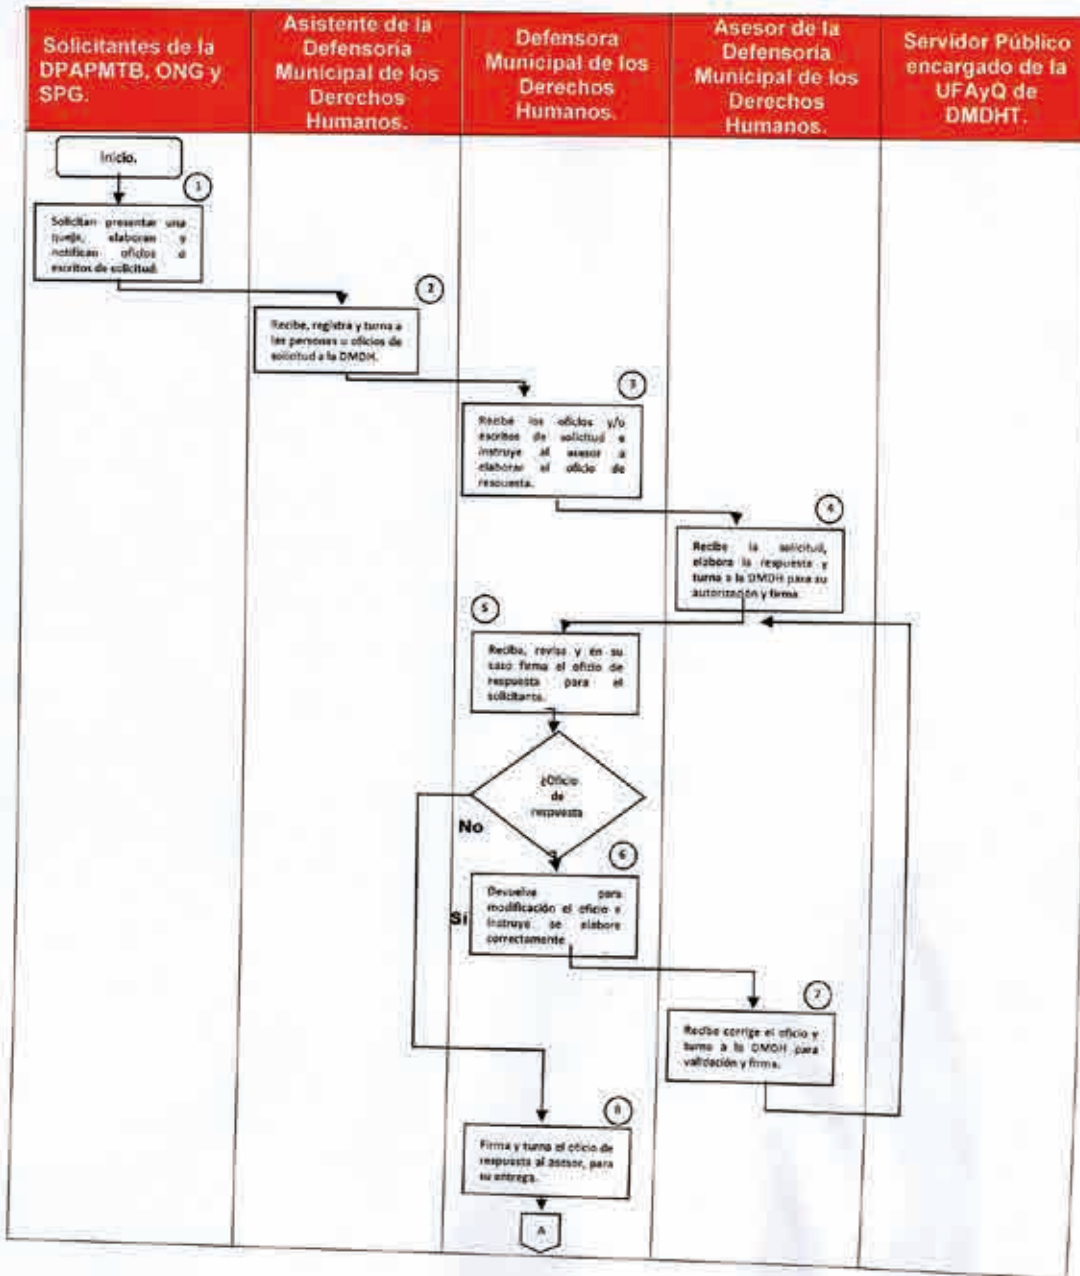 Solicitantes de la
DPAPMTB. ONG y
SPG.
Asistente de la
Defensoría
Municipal de los
Derechos
Humanos.
Defensora
Municipal de los
Derechos
Humanos.
Asesor de la
Defensoría
Municipal de los
Derechos
Humanos.
Servidor Público
encargado de la
UFAyQ de
DMDHT.
Inicio.
1
Solicitan presentar una
queja, elaboran y
notifican oficios o
escritos de solicitud.
2
Recibe, registra y turna a
las personas u oficios de
solicitud a la DMDH.
3
Recibe los oficios y/o
escritos de solicitud e
instruye al asesor a
elaborar el oficio de
respuesta.
4
Recibe la solicitud,
elabora la respuesta y
turna a la DMDH para su
autorización y firma.
5
Recibe, revisa y en su
caso firma el oficio de
respuesta para el
solicitante.
¿Oficio
de
respuesta
No
6
Devuelve para
modificación el oficio e
instruye se elabore
correctamente
Sí
7
Recibe corrige el oficio y
turna a la DMDH para
validación y firma.
8
Firma y turna el oficio de
respuesta al asesor, para
su entrega.
A